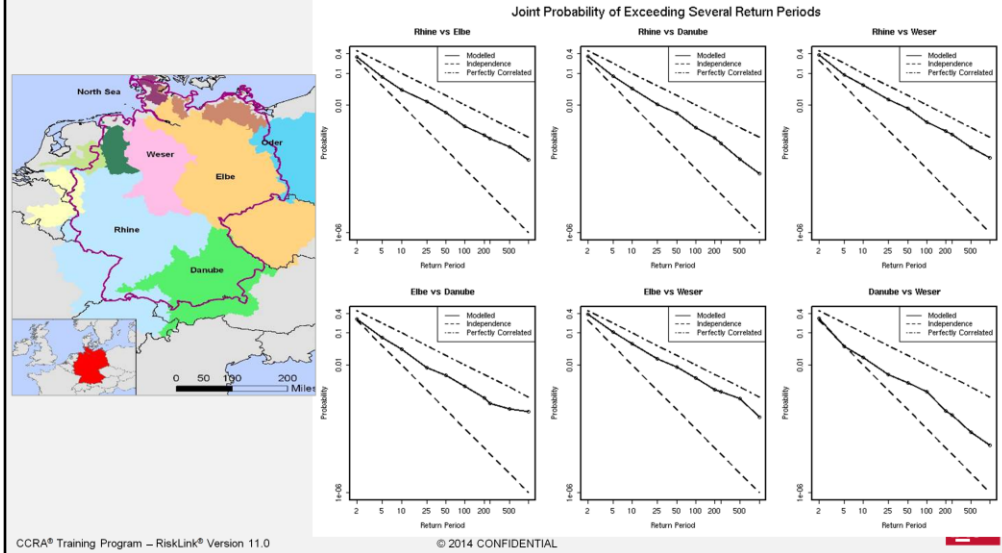 Joint Probability of Exceeding Several Return Periods
North Sea
Weser
Oder
Elbe
Rhine
Danube
0 50 100 200
Miles
Rhine vs Elbe
Modelled
Independence
Perfectly Correlated
Probability
0.4
0.1
0.01
1e-06
2 5 10 25 50 100 200 500
Return Period
Rhine vs Danube
Modelled
Independence
Perfectly Correlated
Probability
0.4
0.1
0.01
1e-06
2 5 10 25 50 100 200 500
Return Period
Rhine vs Weser
Modelled
Independence
Perfectly Correlated
Probability
0.4
0.1
0.01
1e-06
2 5 10 25 50 100 200 500
Return Period
Elbe vs Danube
Modelled
Independence
Perfectly Correlated
Probability
0.4
0.1
0.01
1e-06
2 5 10 25 50 100 200 500
Return Period
Elbe vs Weser
Modelled
Independence
Perfectly Correlated
Probability
0.4
0.1
0.01
1e-06
2 5 10 25 50 100 200 500
Return Period
Danube vs Weser
Modelled
Independence
Perfectly Correlated
Probability
0.4
0.1
0.01
1e-06
2 5 10 25 50 100 200 500
Return Period
CCRA® Training Program – RiskLink® Version 11.0
© 2014 CONFIDENTIAL